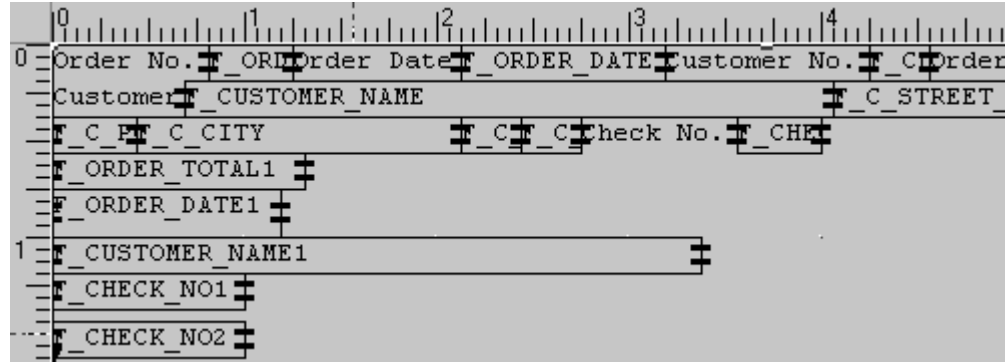 0 1 2 3 4
0 Order No. F_ORD Order Date F_ORDER_DATE Customer No. F_C Order
Customer F_CUSTOMER_NAME F_C_STREET_
F_C_P F_C_CITY F_C F_C Check No. F_CHE
F_ORDER_TOTAL1
F_ORDER_DATE1
1 F_CUSTOMER_NAME1
F_CHECK_NO1
F_CHECK_NO2